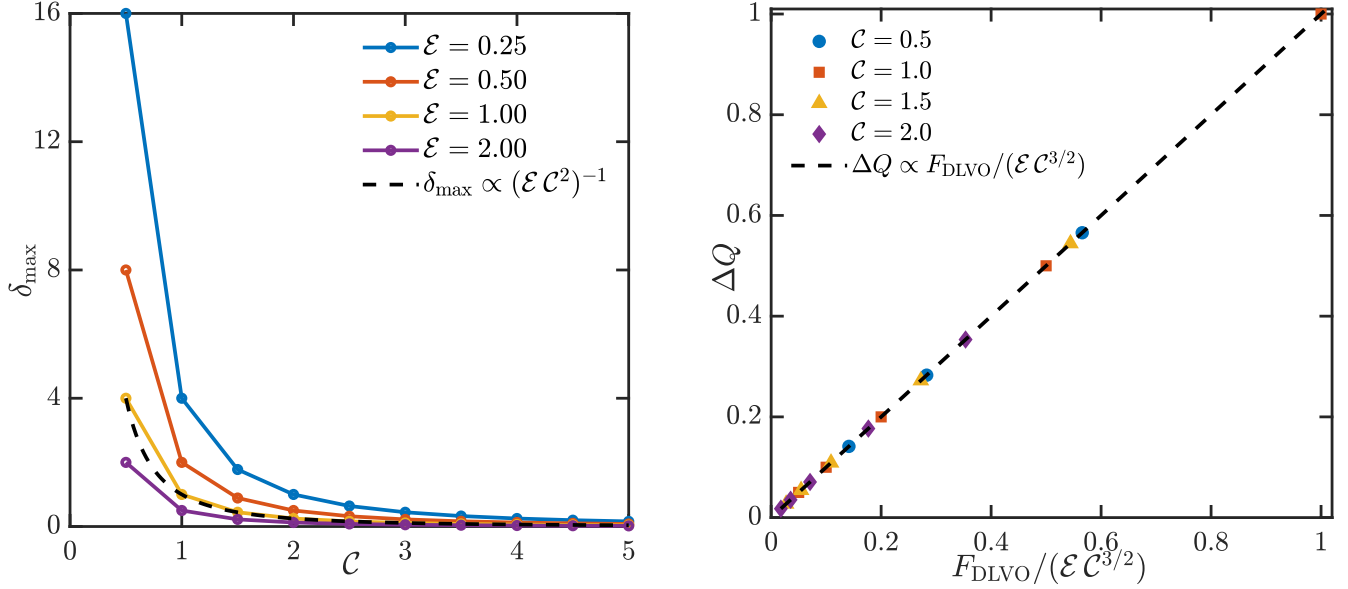 16
12
8
4
0
δmax
0
1
2
3
4
5
𝒞
ℰ = 0.25
ℰ = 0.50
ℰ = 1.00
ℰ = 2.00
δmax ∝ (ℰ 𝒞²)⁻¹
1
0.8
0.6
0.4
0.2
0
ΔQ
0
0.2
0.4
0.6
0.8
1
F_DLVO/(ℰ 𝒞^3/2)
𝒞 = 0.5
𝒞 = 1.0
𝒞 = 1.5
𝒞 = 2.0
ΔQ ∝ F_DLVO/(ℰ 𝒞^3/2)